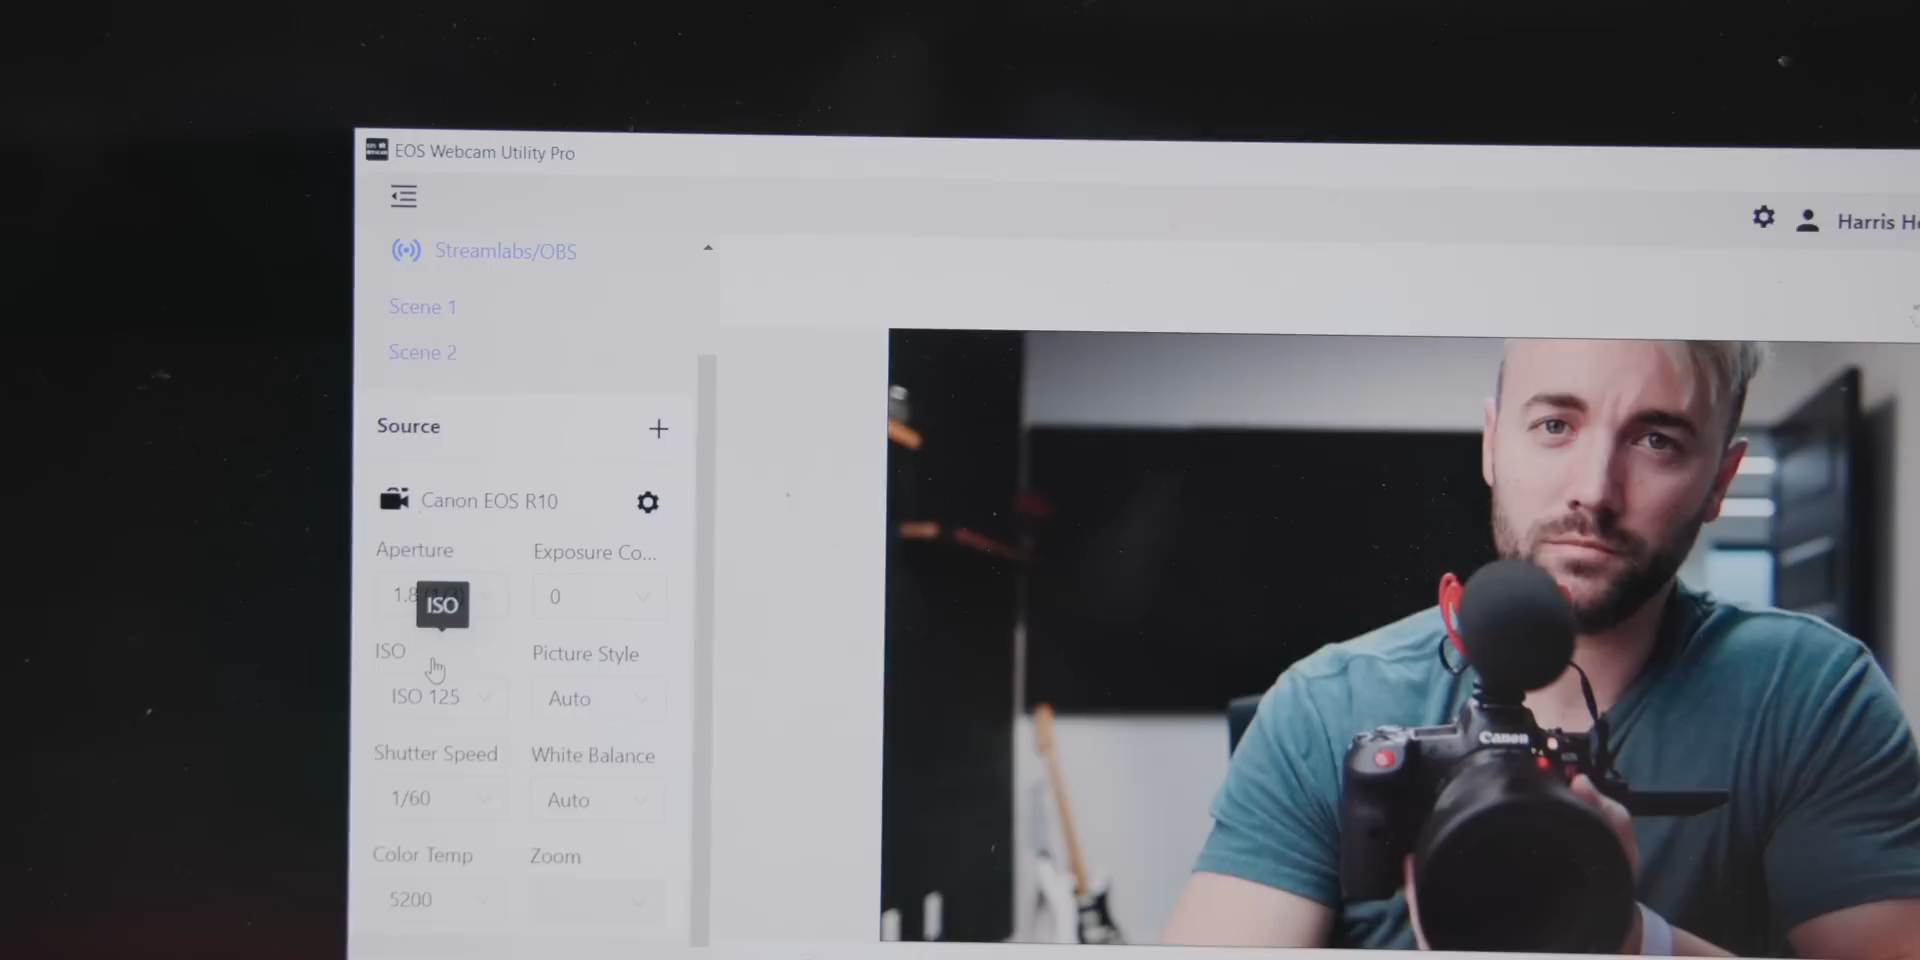 EOS Webcam Utility Pro
Harris
Streamlabs/OBS
Scene 1
Scene 2
Source
Canon EOS R10
Aperture
Exposure Co...
1.8
0
ISO
ISO
Picture Style
ISO 125
Auto
Shutter Speed
White Balance
1/60
Auto
Color Temp
Zoom
5200
Canon